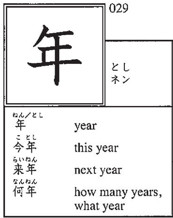 029
年
とし
ネン
ねん/とし
年 year
ことし
今年 this year
らいねん
来年 next year
なんねん
何年 how many years,
what year